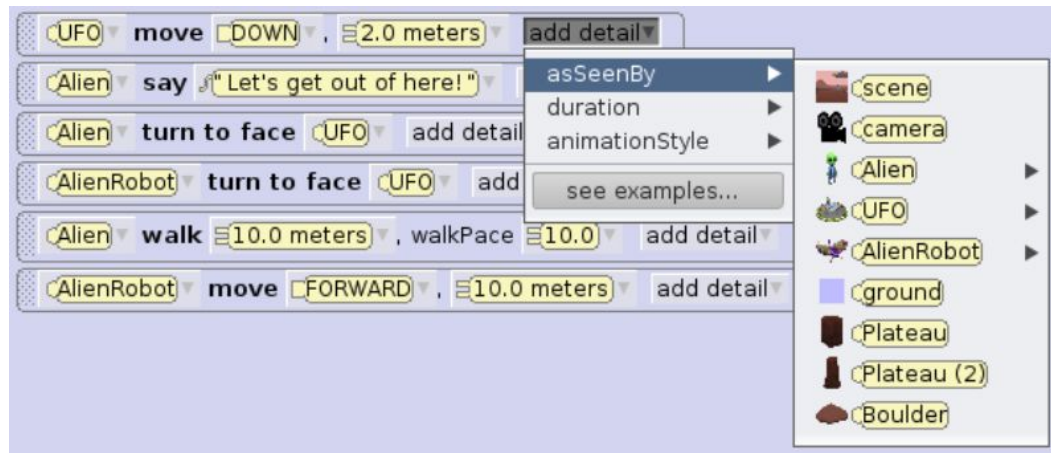 UFO move DOWN , 2.0 meters add detail
Alien say "Let's get out of here!"
Alien turn to face UFO add detail
AlienRobot turn to face UFO add
Alien walk 10.0 meters , walkPace 10.0 add detail
AlienRobot move FORWARD , 10.0 meters add detail
asSeenBy
duration
animationStyle
see examples...
scene
camera
Alien
UFO
AlienRobot
ground
Plateau
Plateau (2)
Boulder